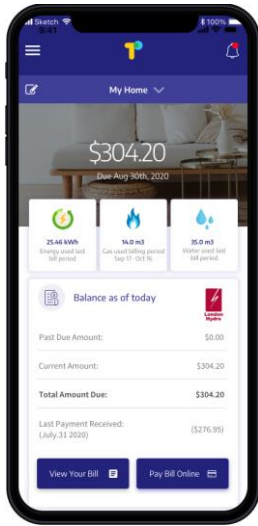 Sketch
$ 100%
9:41
My Home
$304.20
Due Aug 30th, 2020
25.46 kWh
Energy used last
bill period
14.0 m3
Gas used billing period
Sep 17- Oct 16
35.0 m3
Water used last
bill period
Balance as of today
London
Hydro
Past Due Amount:
$0.00
Current Amount:
$304.20
Total Amount Due:
$304.20
Last Payment Received:
(July.31 2020)
($276.95)
View Your Bill
Pay Bill Online